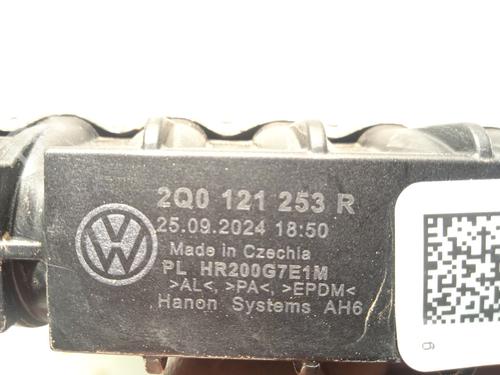 2Q0 121 253 R
25.09.2024 18:50
Made in Czechia
PL HR200G7E1M
>AL<, >PA<, >EPDM<
Hanon Systems AH6